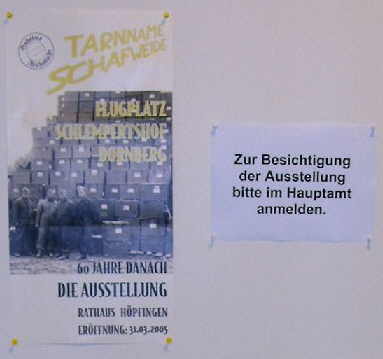 TARNNAME
SCHAFWEIDE
FLUGPLATZ
SCHLEMPERTSHOF
DORNBERG
60 JAHRE DANACH
DIE AUSSTELLUNG
RATHAUS HÖPFINGEN
ERÖFFNUNG: 31.03.2005
Zur Besichtigung
der Ausstellung
bitte im Hauptamt
anmelden.